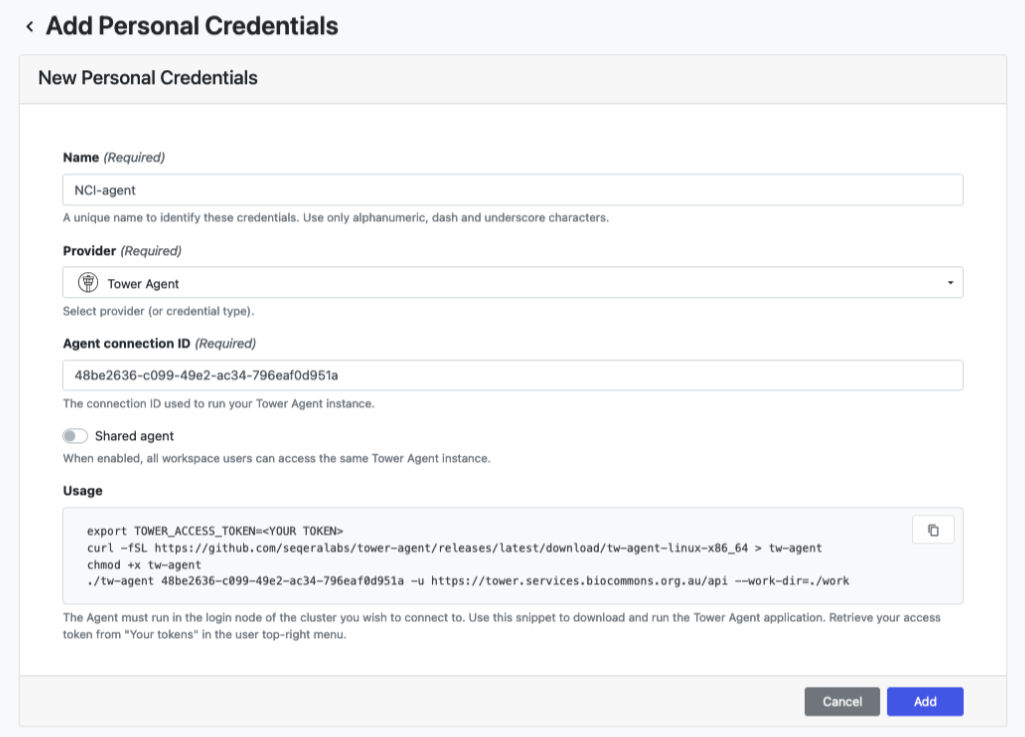 Add Personal Credentials
New Personal Credentials
Name (Required)
NCI-agent
A unique name to identify these credentials. Use only alphanumeric, dash and underscore characters.
Provider (Required)
Tower Agent
Select provider (or credential type).
Agent connection ID (Required)
48be2636-c099-49e2-ac34-796eaf0d951a
The connection ID used to run your Tower Agent instance.
Shared agent
When enabled, all workspace users can access the same Tower Agent instance.
Usage
export TOWER_ACCESS_TOKEN=<YOUR TOKEN>
curl -fSL https://github.com/seqeralabs/tower-agent/releases/latest/download/tw-agent-linux-x86_64 > tw-agent
chmod +x tw-agent
./tw-agent 48be2636-c099-49e2-ac34-796eaf0d951a -u https://tower.services.biocommons.org.au/api --work-dir=./work
The Agent must run in the login node of the cluster you wish to connect to. Use this snippet to download and run the Tower Agent application. Retrieve your access
token from "Your tokens" in the user top-right menu.
Cancel
Add